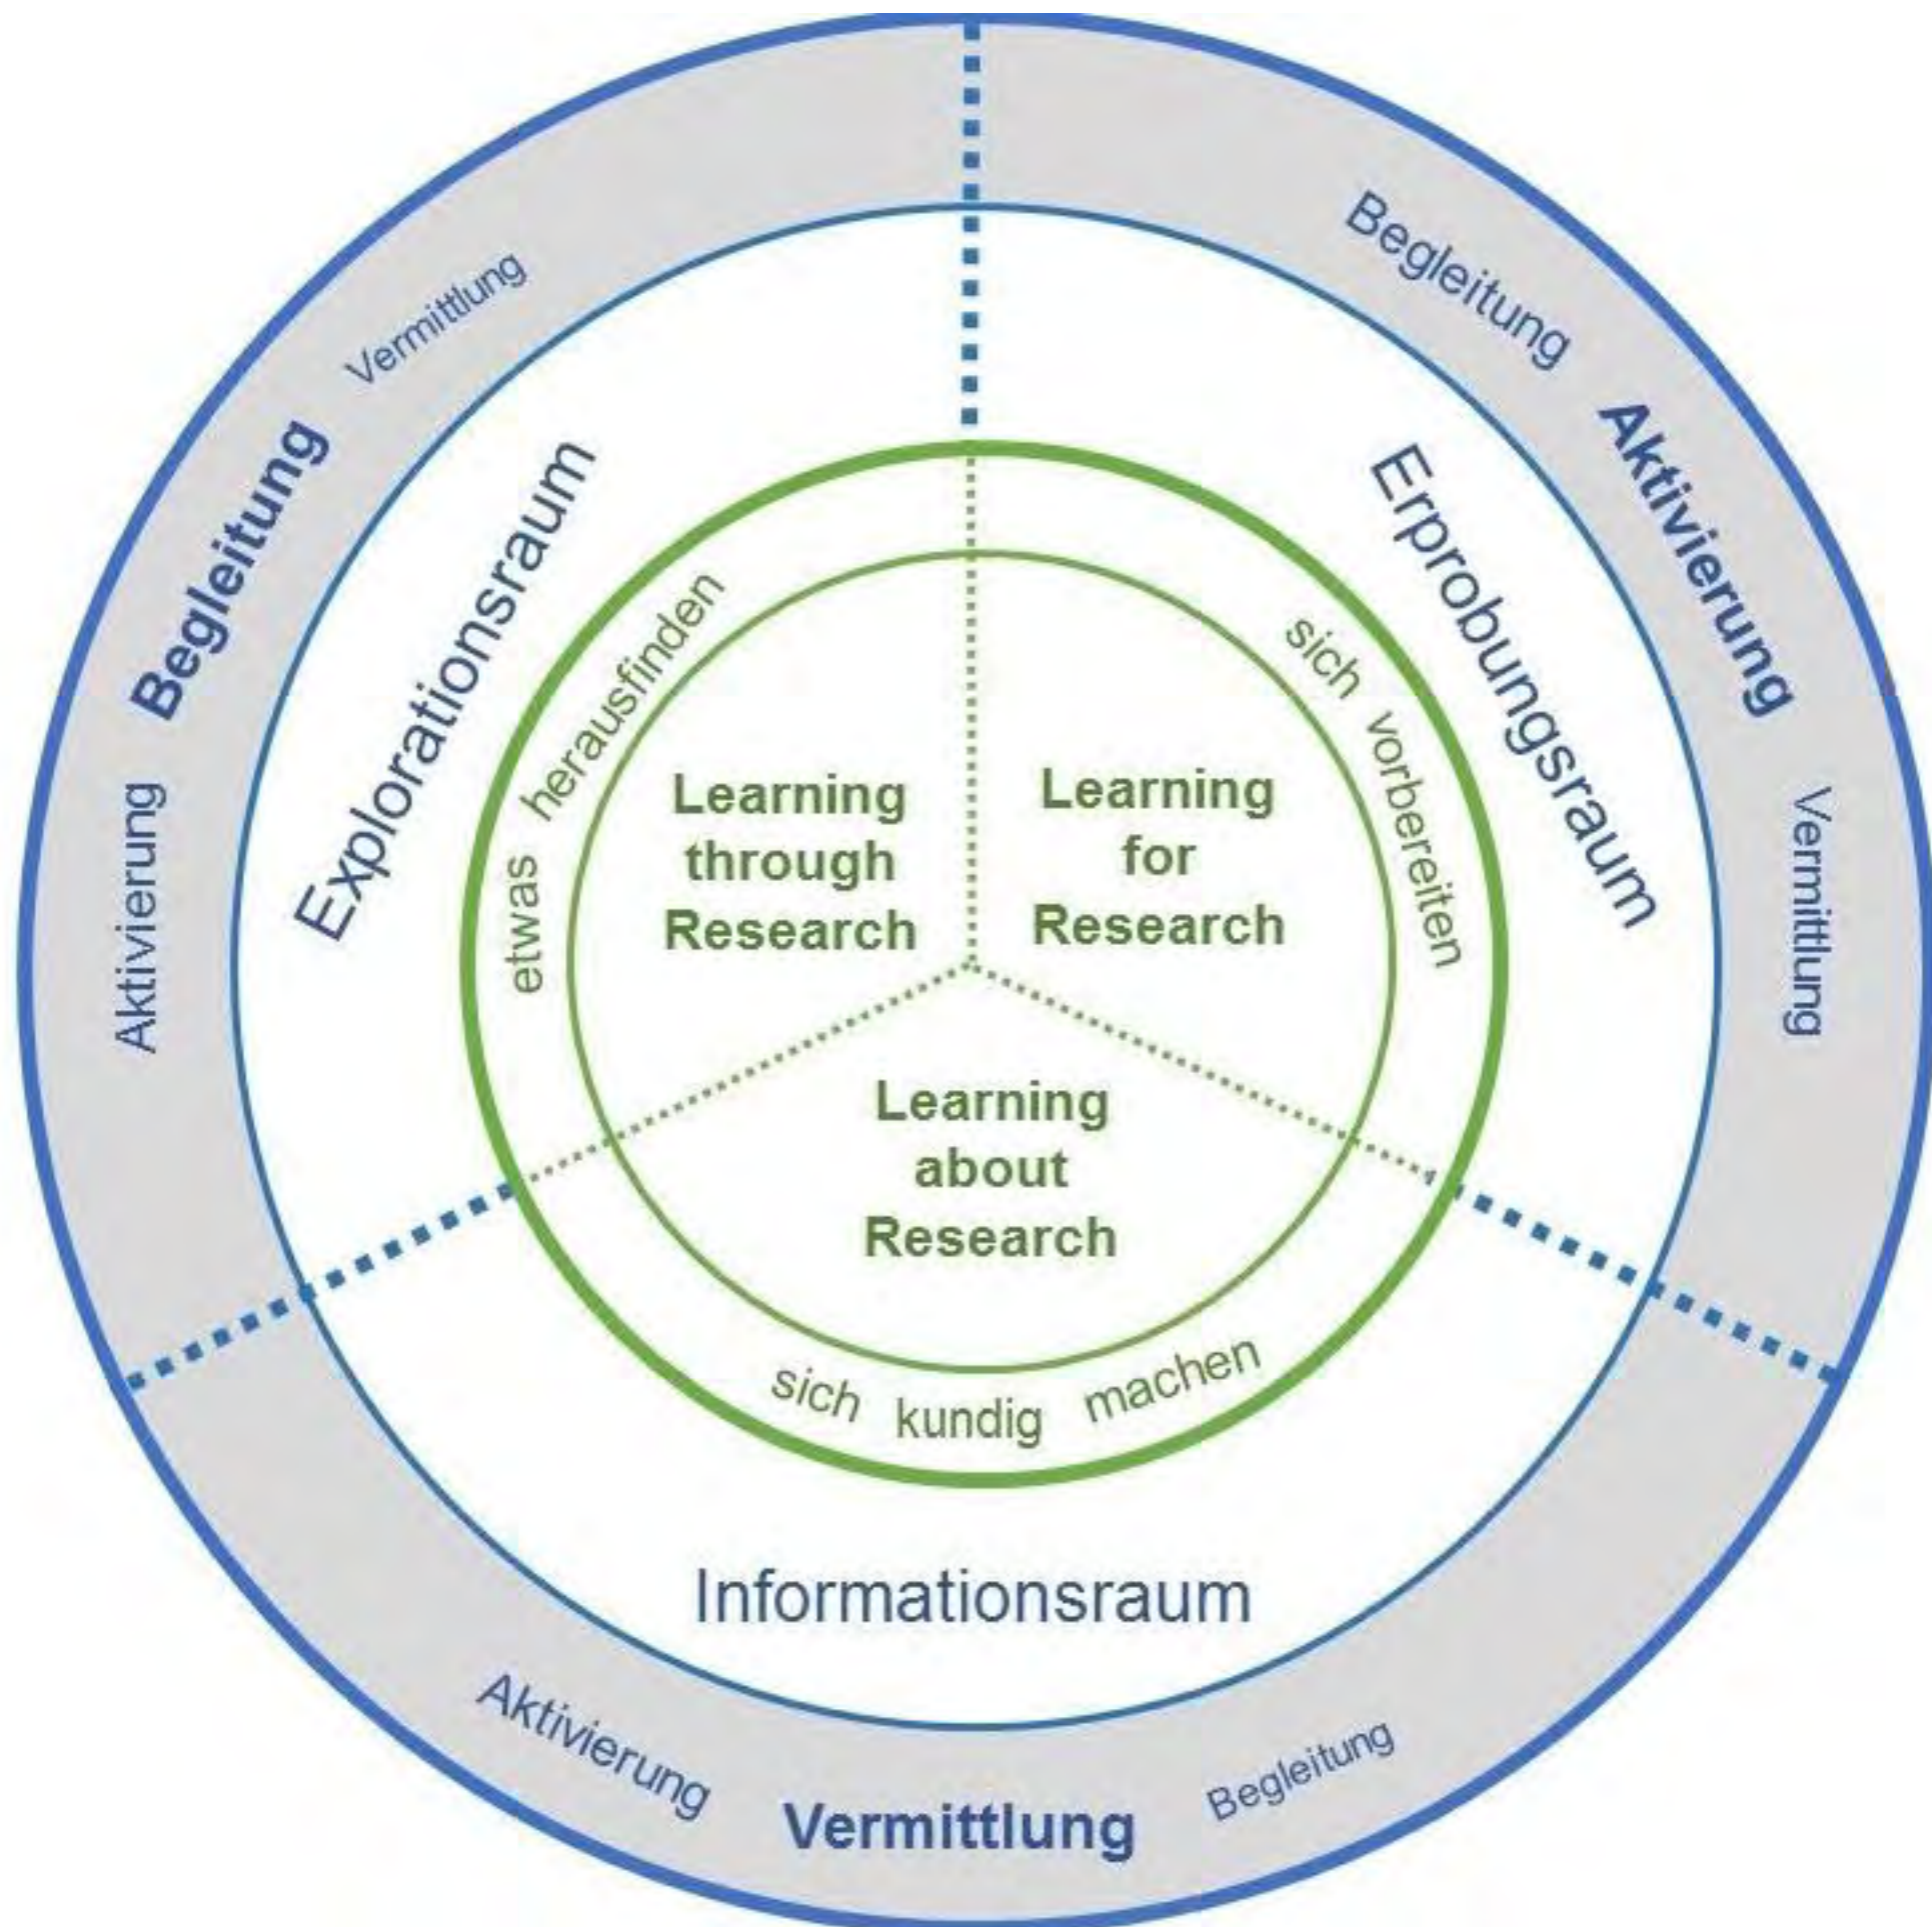 Begleitung
Aktivierung
Vermittlung
Erprobungsraum
Aktivierung
Begleitung
Vermittlung
Explorationsraum
etwas herausfinden
sich vorbereiten
Learning
through
Research
Learning
for
Research
Learning
about
Research
sich kundig machen
Informationsraum
Aktivierung
Vermittlung
Begleitung